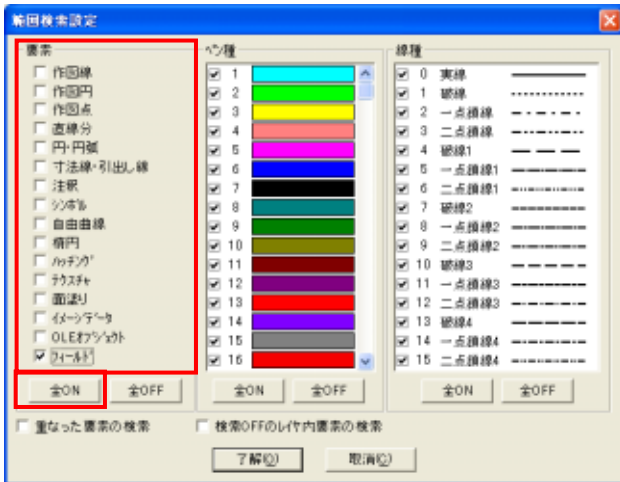 範囲検索設定
要素
作図線
作図円
作図点
直線分
円・円弧
寸法線・引出し線
注釈
シンボル
自由曲線
楕円
ハッチング
テクスチャ
面塗り
イメージデータ
OLEオブジェクト
フィールド
全ON 全OFF
ペン種
1
2
3
4
5
6
7
8
9
10
11
12
13
14
15
16
全ON 全OFF
線種
0 実線
1 破線
2 一点鎖線
3 二点鎖線
4 破線1
5 一点鎖線1
6 二点鎖線1
7 破線2
8 一点鎖線2
9 二点鎖線2
10 破線3
11 一点鎖線3
12 二点鎖線3
13 破線4
14 一点鎖線4
15 二点鎖線4
全ON 全OFF
重なった要素の検索 検索OFFのレイヤ内要素の検索
了解(O) 取消(C)